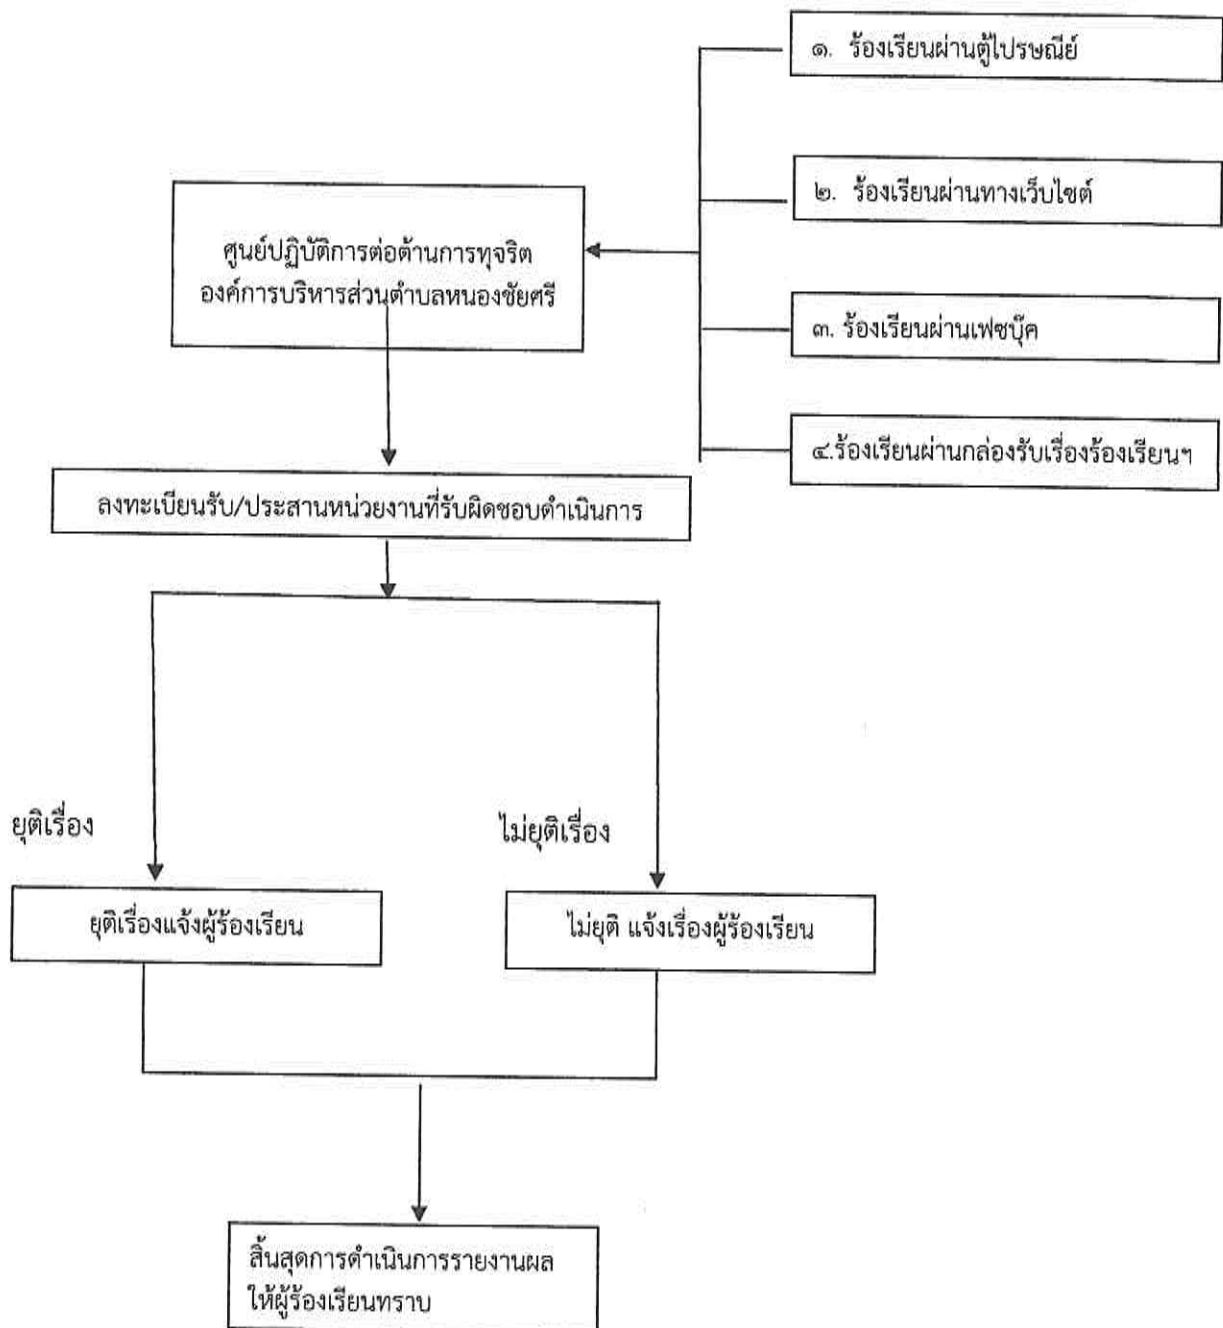 ๑. ร้องเรียนผ่านตู้ไปรษณีย์
๒. ร้องเรียนผ่านทางเว็บไซต์
ศูนย์ปฏิบัติการต่อต้านการทุจริต
องค์การบริหารส่วนตำบลหนองชัยศรี
๓. ร้องเรียนผ่านเฟซบุ๊ค
๔.ร้องเรียนผ่านกล่องรับเรื่องร้องเรียนฯ
ลงทะเบียนรับ/ประสานหน่วยงานที่รับผิดชอบดำเนินการ
ยุติเรื่อง
ไม่ยุติเรื่อง
ยุติเรื่องแจ้งผู้ร้องเรียน
ไม่ยุติ แจ้งเรื่องผู้ร้องเรียน
สิ้นสุดการดำเนินการรายงานผล
ให้ผู้ร้องเรียนทราบ